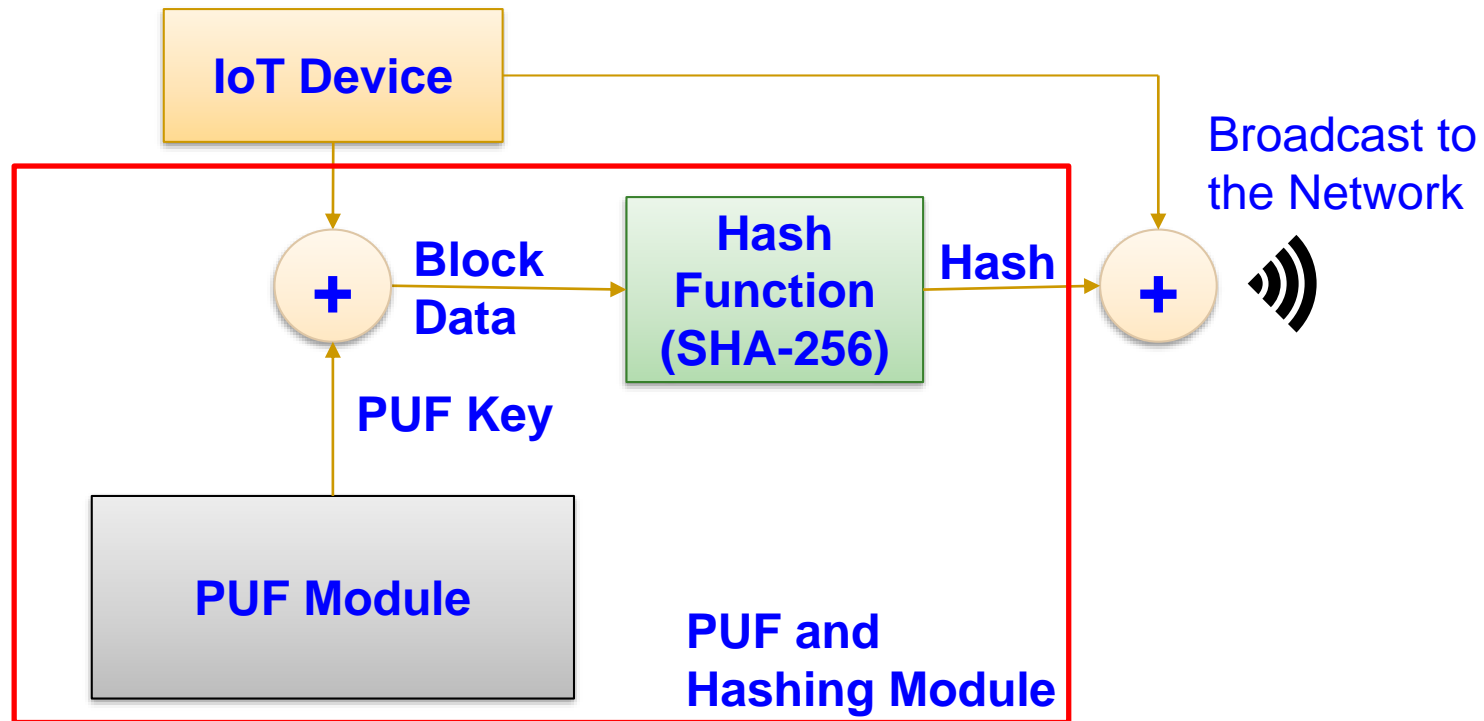 IoT Device
Broadcast to
the Network
Block
Data
Hash
Function
(SHA-256)
Hash
+
+
PUF Key
PUF Module
PUF and
Hashing Module